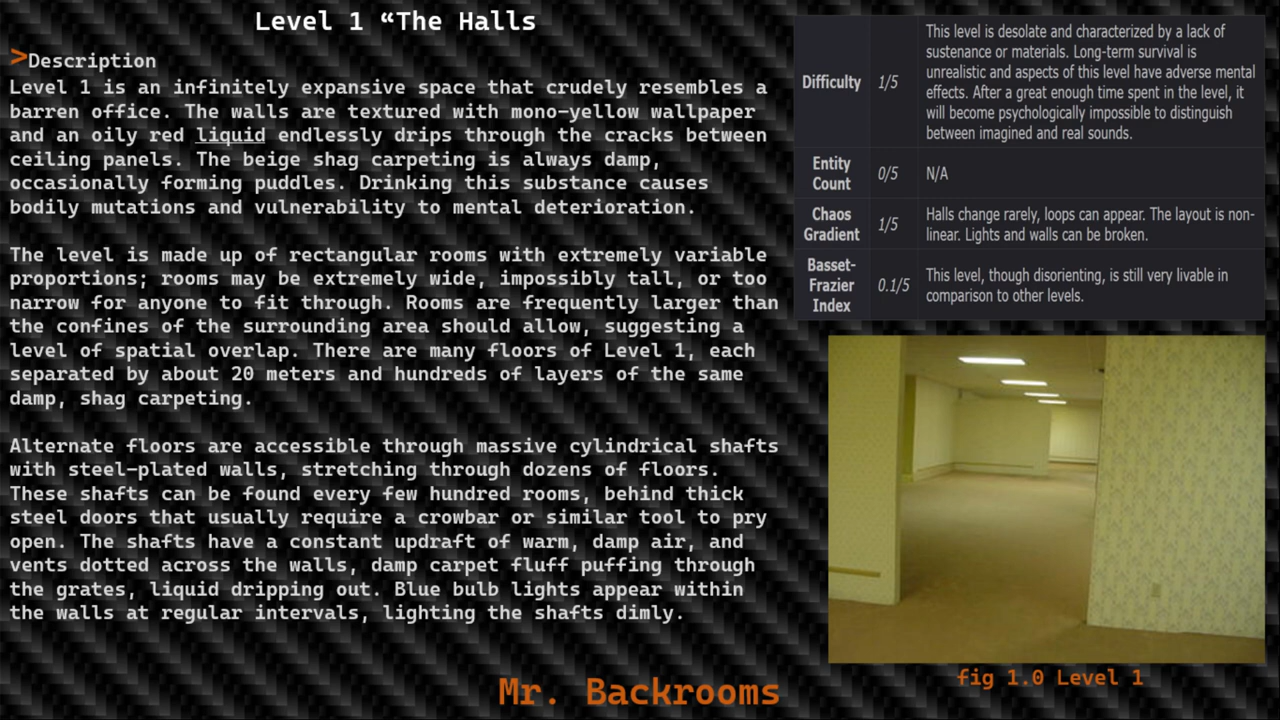 Level 1 “The Halls
>Description
Level 1 is an infinitely expansive space that crudely resembles a
barren office. The walls are textured with mono-yellow wallpaper
and an oily red liquid endlessly drips through the cracks between
ceiling panels. The beige shag carpeting is always damp,
occasionally forming puddles. Drinking this substance causes
bodily mutations and vulnerability to mental deterioration.
The level is made up of rectangular rooms with extremely variable
proportions; rooms may be extremely wide, impossibly tall, or too
narrow for anyone to fit through. Rooms are frequently larger than
the confines of the surrounding area should allow, suggesting a
level of spatial overlap. There are many floors of Level 1, each
separated by about 20 meters and hundreds of layers of the same
damp, shag carpeting.
Alternate floors are accessible through massive cylindrical shafts
with steel-plated walls, stretching through dozens of floors.
These shafts can be found every few hundred rooms, behind thick
steel doors that usually require a crowbar or similar tool to pry
open. The shafts have a constant updraft of warm, damp air, and
vents dotted across the walls, damp carpet fluff puffing through
the grates, liquid dripping out. Blue bulb lights appear within
the walls at regular intervals, lighting the shafts dimly.
Difficulty
1/5
This level is desolate and characterized by a lack of
sustenance or materials. Long-term survival is
unrealistic and aspects of this level have adverse mental
effects. After a great enough time spent in the level, it
will become psychologically impossible to distinguish
between imagined and real sounds.
Entity
Count
0/5
N/A
Chaos
Gradient
1/5
Halls change rarely, loops can appear. The layout is non-
linear. Lights and walls can be broken.
Basset-
Frazier
Index
0.1/5
This level, though disorienting, is still very livable in
comparison to other levels.
fig 1.0 Level 1
Mr. Backrooms